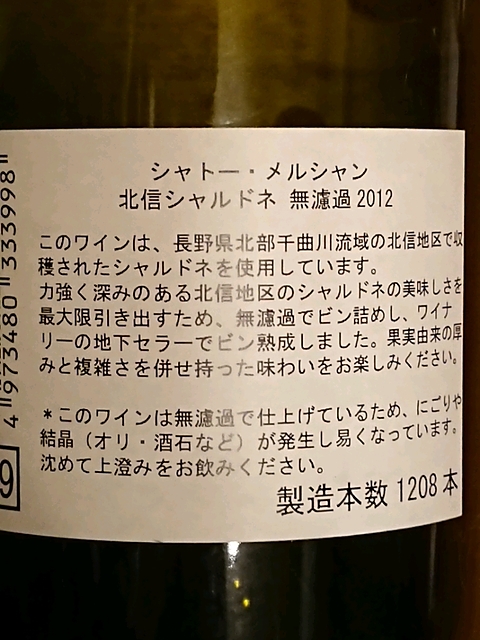 シャトー・メルシャン
北信シャルドネ 無濾過 2012
このワインは、長野県北部千曲川流域の北信地区で収
穫されたシャルドネを使用しています。
力強く深みのある北信地区のシャルドネの美味しさを
最大限引き出すため、無濾過でビン詰めし、ワイナ
リーの地下セラーでビン熟成しました。果実由来の厚
みと複雑さを併せ持った味わいをお楽しみください。
＊このワインは無濾過で仕上げているため、にごりや
結晶（オリ・酒石など）が発生し易くなっています。
沈めて上澄みをお飲みください。
製造本数 1208 本
4 973480 333998
9